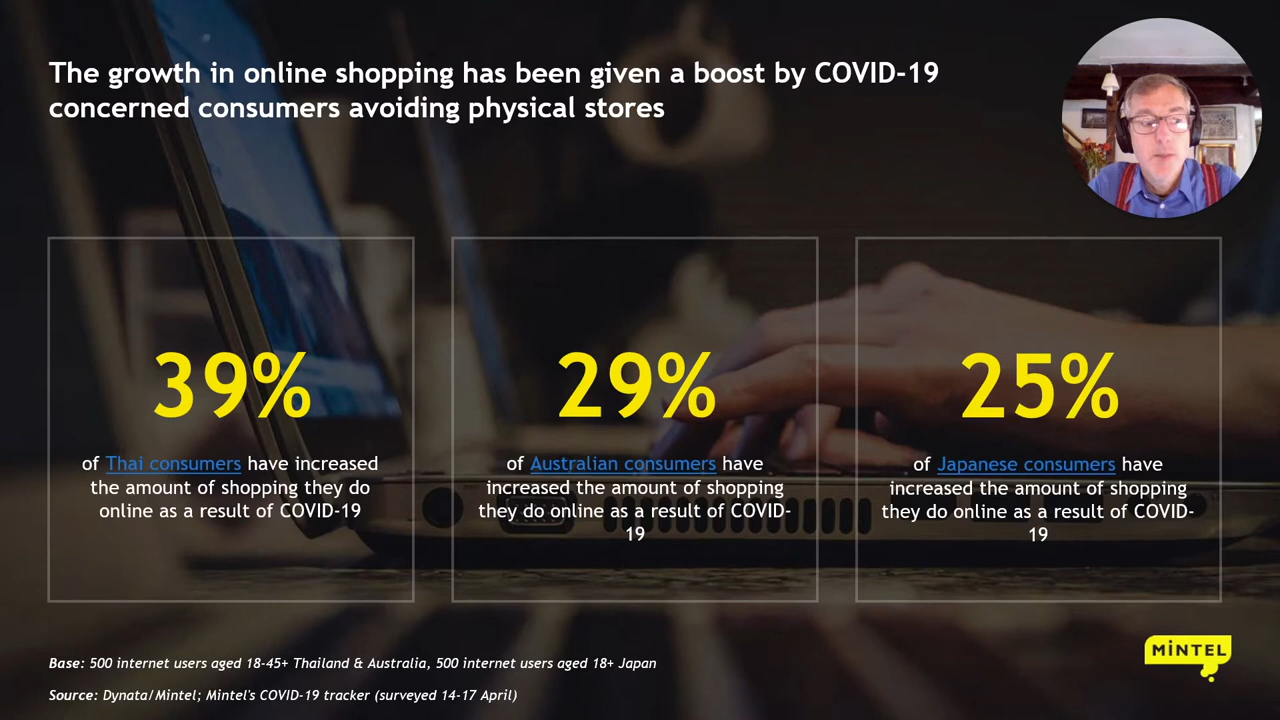 The growth in online shopping has been given a boost by COVID-19
concerned consumers avoiding physical stores
39%
of Thai consumers have increased
the amount of shopping they do
online as a result of COVID-19
29%
of Australian consumers have
increased the amount of shopping
they do online as a result of COVID-
19
25%
of Japanese consumers have
increased the amount of shopping
they do online as a result of COVID-
19
Base: 500 internet users aged 18-45+ Thailand & Australia, 500 internet users aged 18+ Japan
Source: Dynata/Mintel; Mintel's COVID-19 tracker (surveyed 14-17 April)
MiNTEL